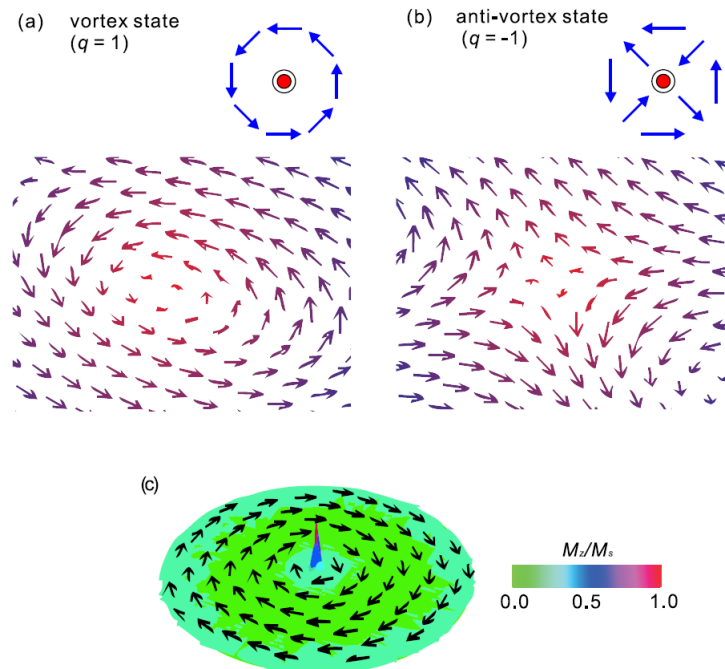 (a) vortex state
(q = 1)
(b) anti-vortex state
(q = -1)
(c)
Mz/Ms
0.0 0.5 1.0